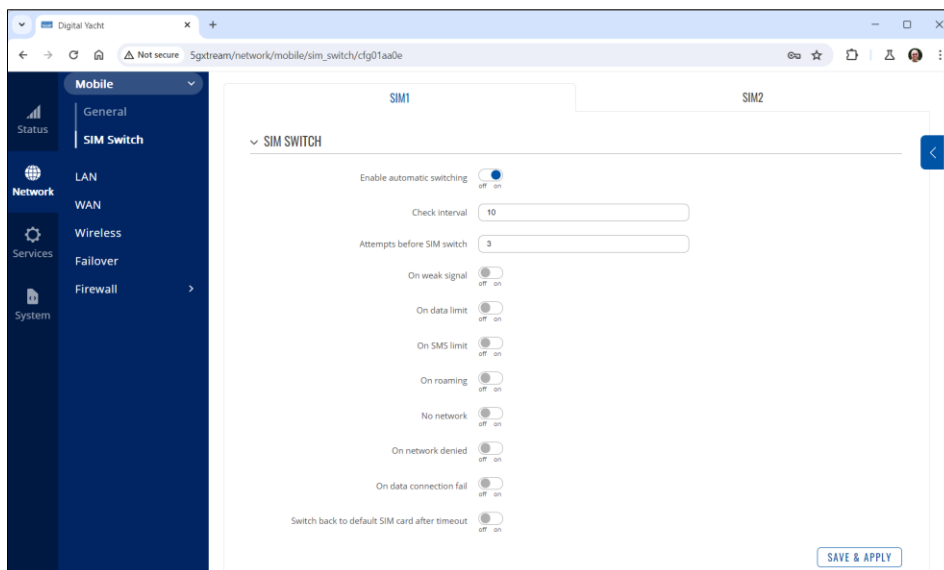 Digital Yacht
Not secure 5gxtream/network/mobile/sim_switch/cfg01aa0e
Status
Network
Services
System
Mobile
General
SIM Switch
LAN
WAN
Wireless
Failover
Firewall
SIM1 SIM2
SIM SWITCH
Enable automatic switching off on
Check interval 10
Attempts before SIM switch 3
On weak signal off on
On data limit off on
On SMS limit off on
On roaming off on
No network off on
On network denied off on
On data connection fail off on
Switch back to default SIM card after timeout off on
SAVE & APPLY